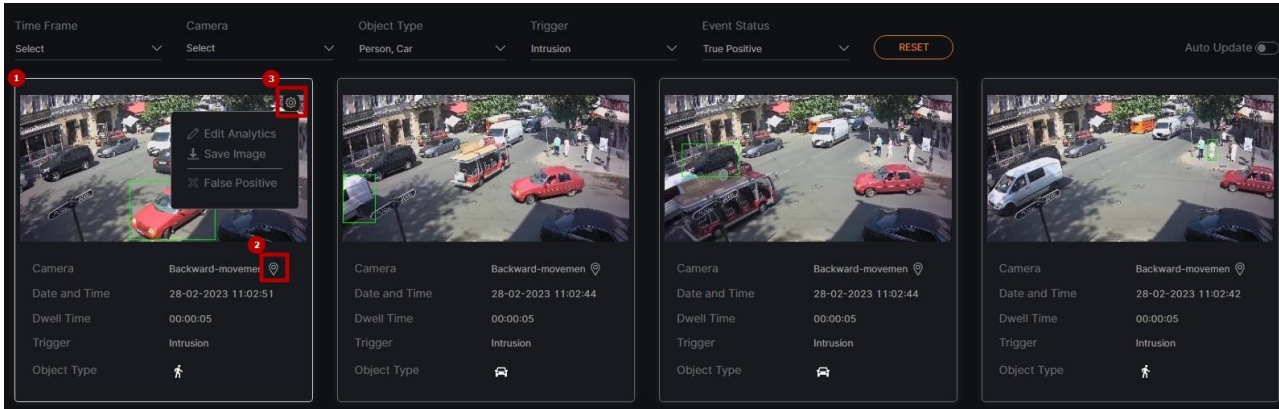 Time Frame Camera Object Type Trigger Event Status
Select Select Person, Car Intrusion True Positive RESET Auto Update
1 3
Edit Analytics
Save Image
False Positive
2
Camera Backward-movemen Camera Backward-movemen Camera Backward-movemen Camera Backward-movemen
Date and Time 28-02-2023 11:02:51 Date and Time 28-02-2023 11:02:44 Date and Time 28-02-2023 11:02:44 Date and Time 28-02-2023 11:02:42
Dwell Time 00:00:05 Dwell Time 00:00:05 Dwell Time 00:00:05 Dwell Time 00:00:05
Trigger Intrusion Trigger Intrusion Trigger Intrusion Trigger Intrusion
Object Type Object Type Object Type Object Type